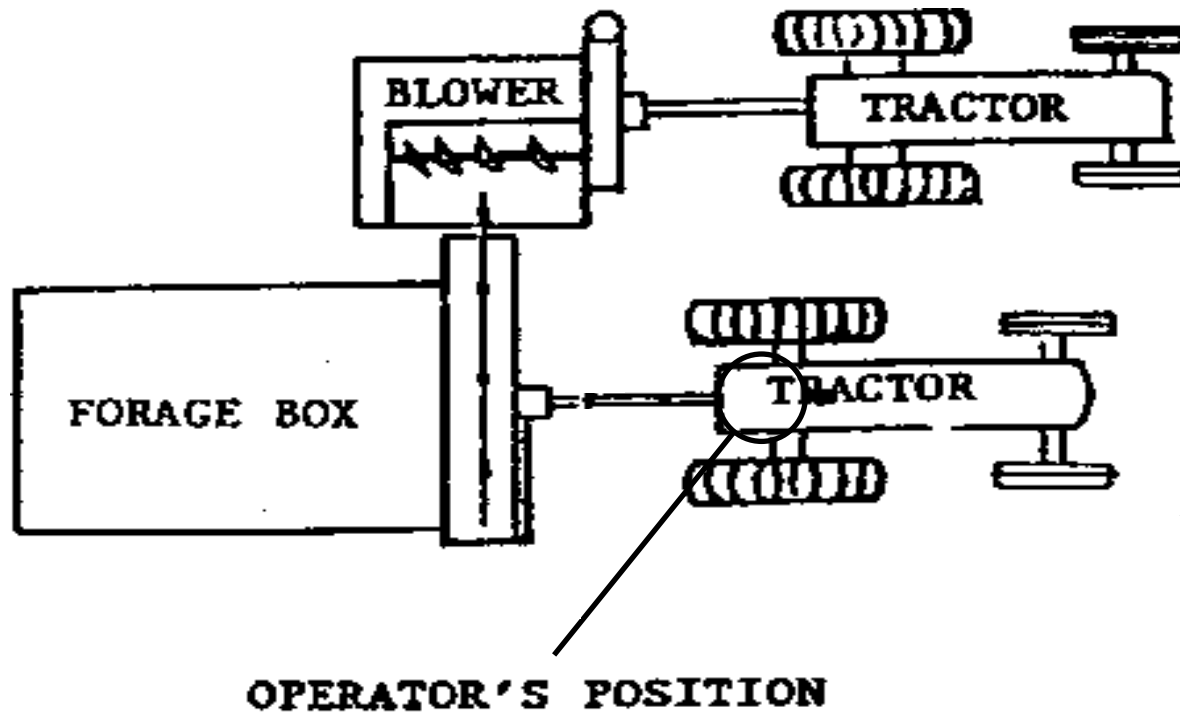 BLOWER
TRACTOR
FORAGE BOX
TRACTOR
OPERATOR'S POSITION